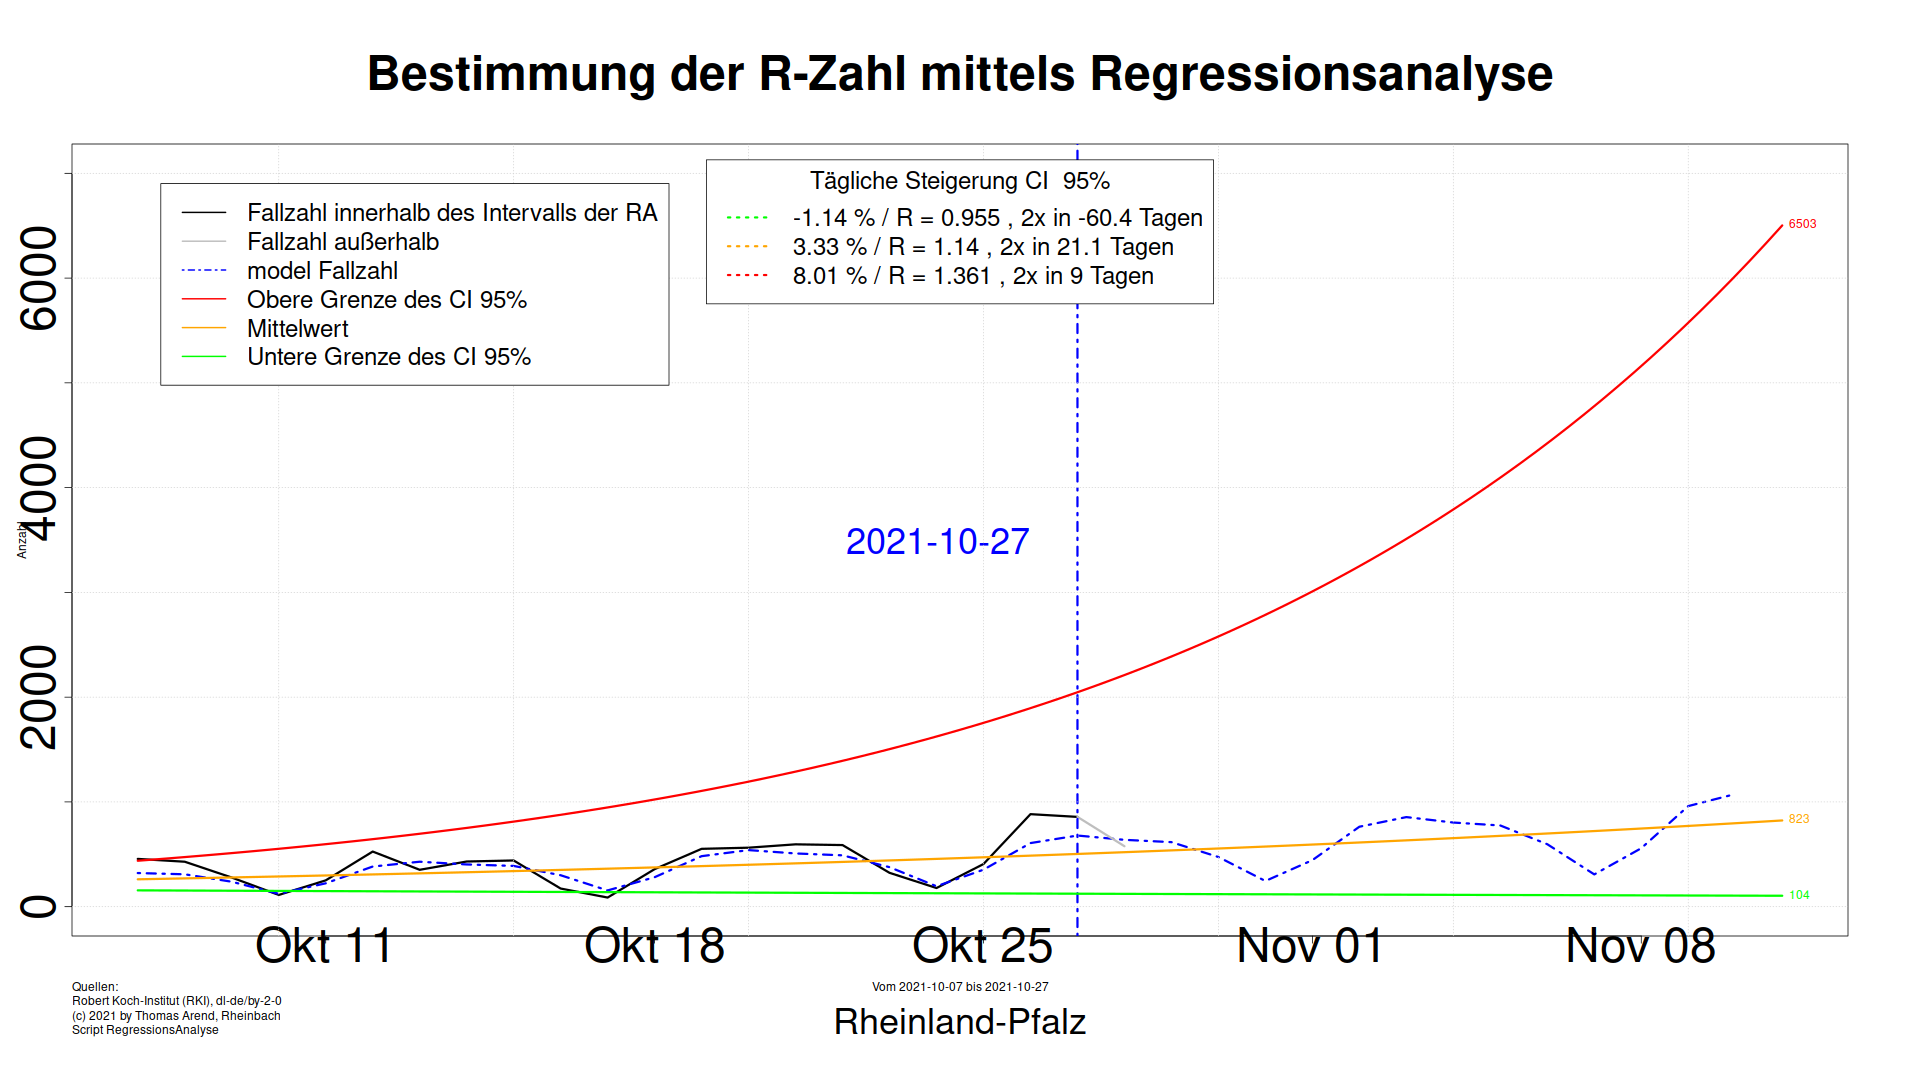 Bestimmung der R-Zahl mittels Regressionsanalyse
Fallzahl innerhalb des Intervalls der RA
Fallzahl außerhalb
model Fallzahl
Obere Grenze des CI 95%
Mittelwert
Untere Grenze des CI 95%
Tägliche Steigerung CI 95%
-1.14 % / R = 0.955 , 2x in -60.4 Tagen
3.33 % / R = 1.14 , 2x in 21.1 Tagen
8.01 % / R = 1.361 , 2x in 9 Tagen
6503
6000
4000
Anzahl
2021-10-27
2000
823
104
0
Okt 11
Okt 18
Okt 25
Nov 01
Nov 08
Quellen:
Robert Koch-Institut (RKI), dl-de/by-2-0
(c) 2021 by Thomas Arend, Rheinbach
Script RegressionsAnalyse
Vom 2021-10-07 bis 2021-10-27
Rheinland-Pfalz